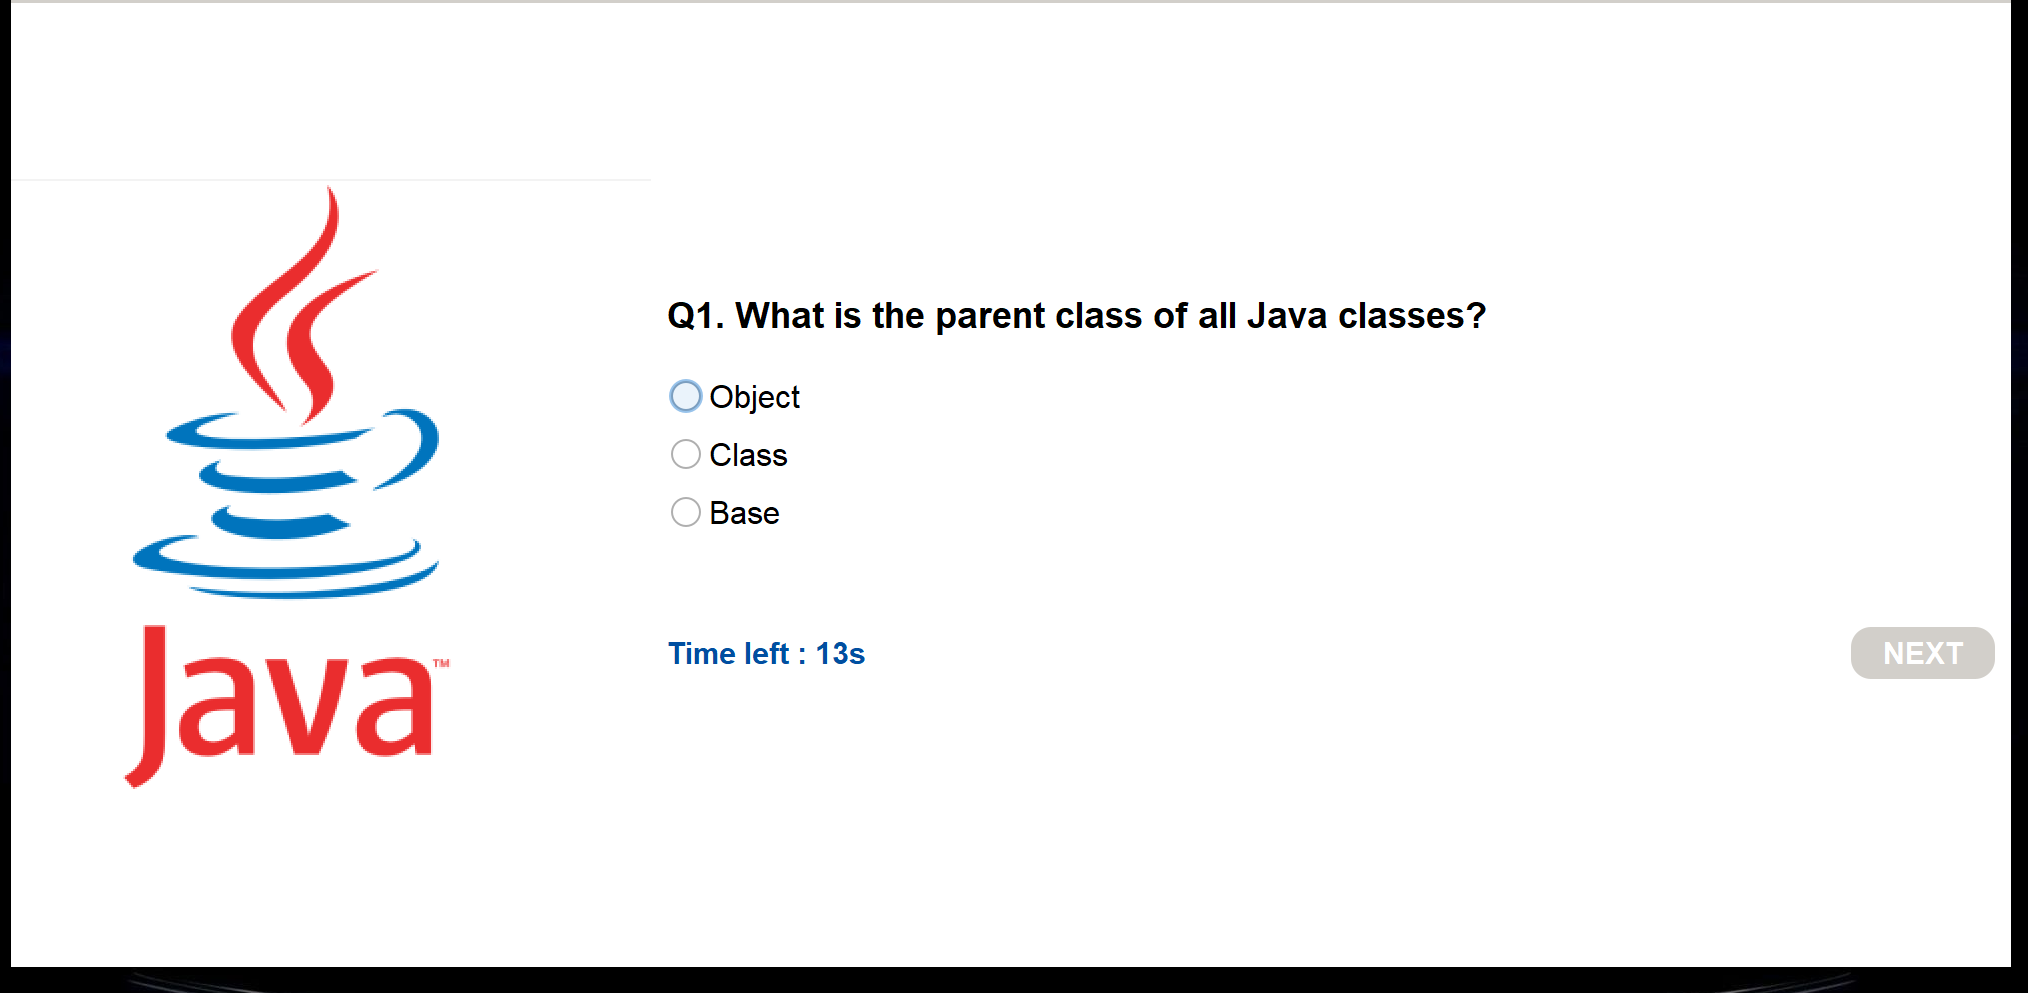 Java™
Q1. What is the parent class of all Java classes?
Object
Class
Base
Time left : 13s
NEXT